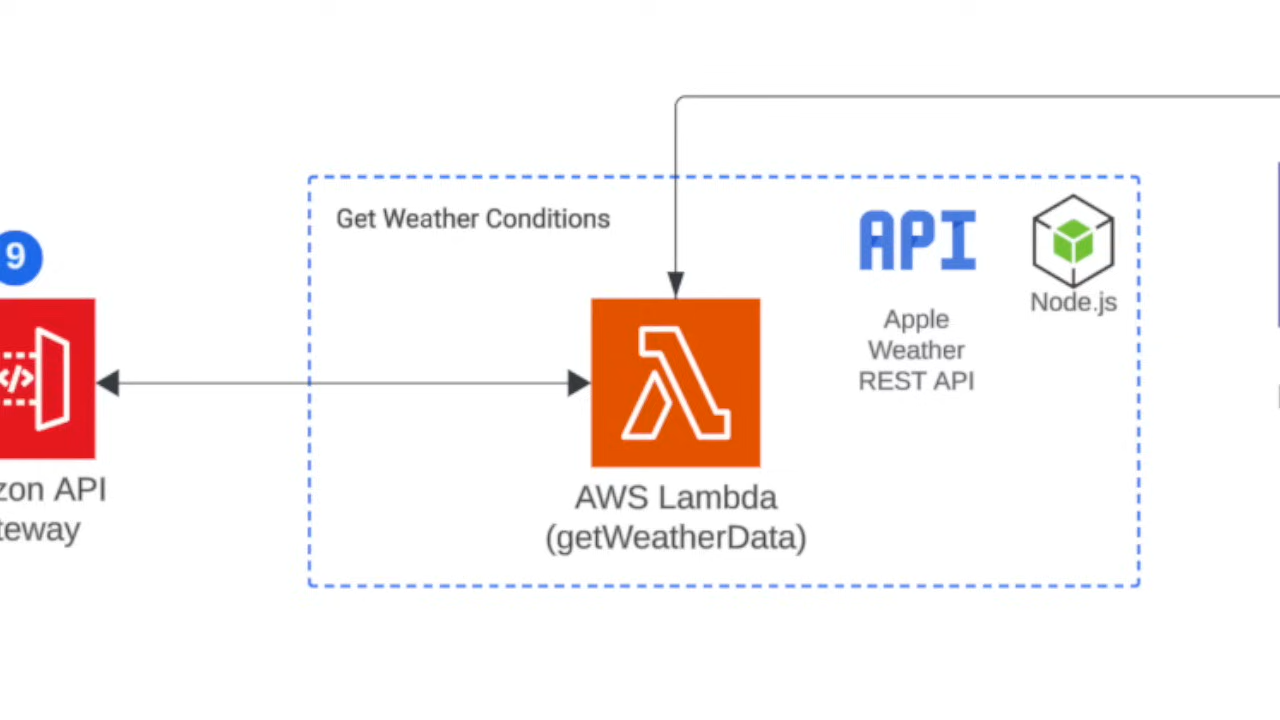 Get Weather Conditions
API
Node.js
Apple
Weather
REST API
9
</>
zon API
teway
AWS Lambda
(getWeatherData)